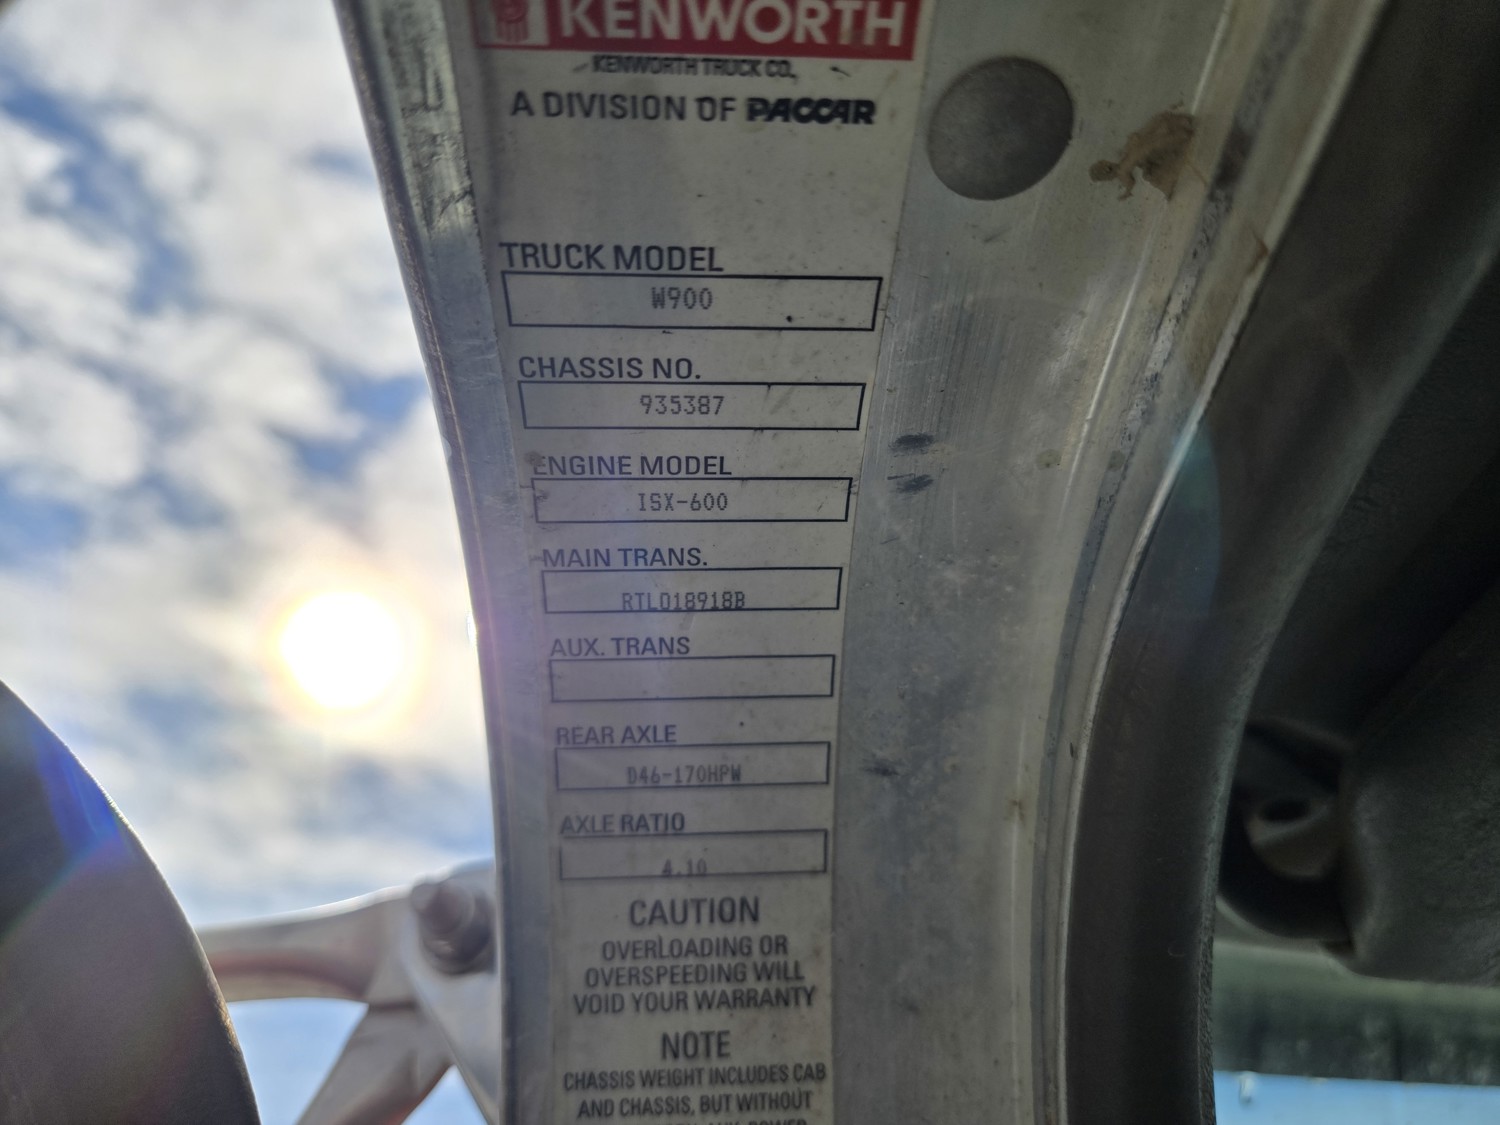 KENWORTH
KENWORTH TRUCK CO.
A DIVISION OF PACCAR
TRUCK MODEL
W900
CHASSIS NO.
935387
ENGINE MODEL
ISX-600
MAIN TRANS.
RTLO18918B
AUX. TRANS
REAR AXLE
D46-170HPW
AXLE RATIO
4.10
CAUTION
OVERLOADING OR
OVERSPEEDING WILL
VOID YOUR WARRANTY
NOTE
CHASSIS WEIGHT INCLUDES CAB
AND CHASSIS, BUT WITHOUT